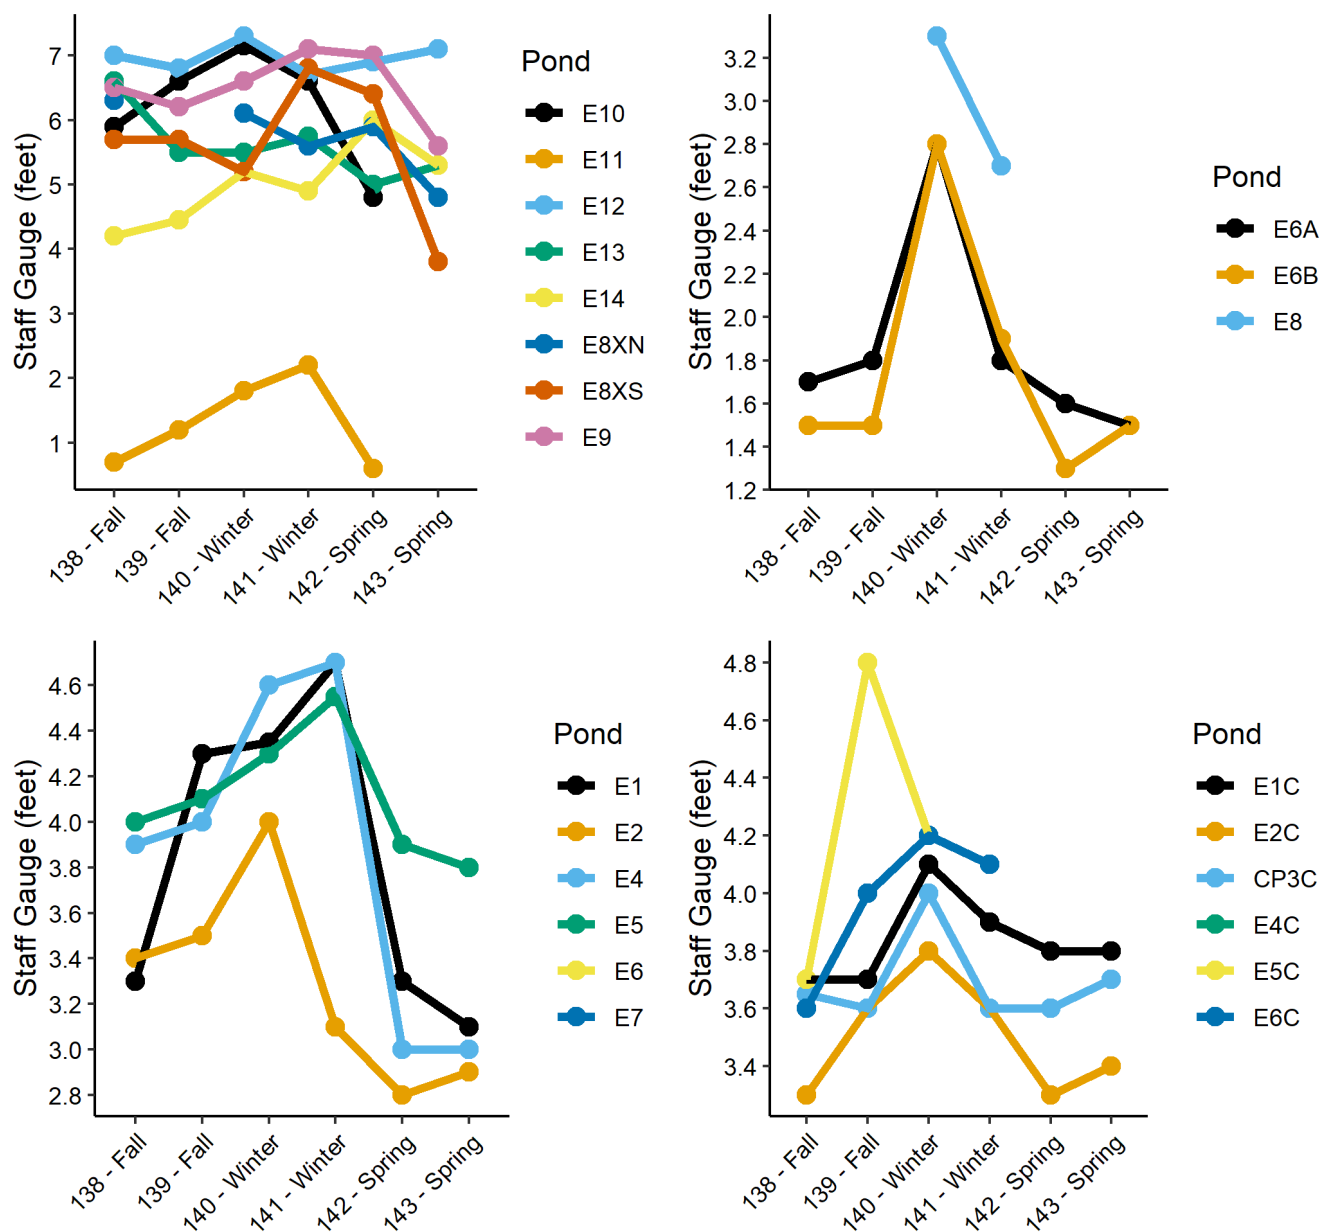 Staff Gauge (feet)
7
6
5
4
3
2
1
138 - Fall
139 - Fall
140 - Winter
141 - Winter
142 - Spring
143 - Spring
Pond
E10
E11
E12
E13
E14
E8XN
E8XS
E9
Staff Gauge (feet)
3.2
3.0
2.8
2.6
2.4
2.2
2.0
1.8
1.6
1.4
1.2
138 - Fall
139 - Fall
140 - Winter
141 - Winter
142 - Spring
143 - Spring
Pond
E6A
E6B
E8
Staff Gauge (feet)
4.6
4.4
4.2
4.0
3.8
3.6
3.4
3.2
3.0
2.8
138 - Fall
139 - Fall
140 - Winter
141 - Winter
142 - Spring
143 - Spring
Pond
E1
E2
E4
E5
E6
E7
Staff Gauge (feet)
4.8
4.6
4.4
4.2
4.0
3.8
3.6
3.4
138 - Fall
139 - Fall
140 - Winter
141 - Winter
142 - Spring
143 - Spring
Pond
E1C
E2C
CP3C
E4C
E5C
E6C